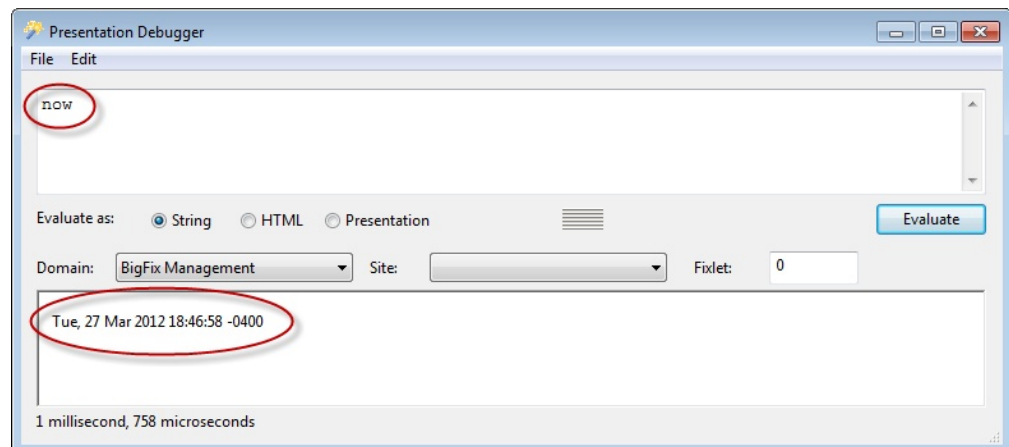 Presentation Debugger
File Edit
now
Evaluate as: String HTML Presentation Evaluate
Domain: BigFix Management Site: Fixlet: 0
Tue, 27 Mar 2012 18:46:58 -0400
1 millisecond, 758 microseconds